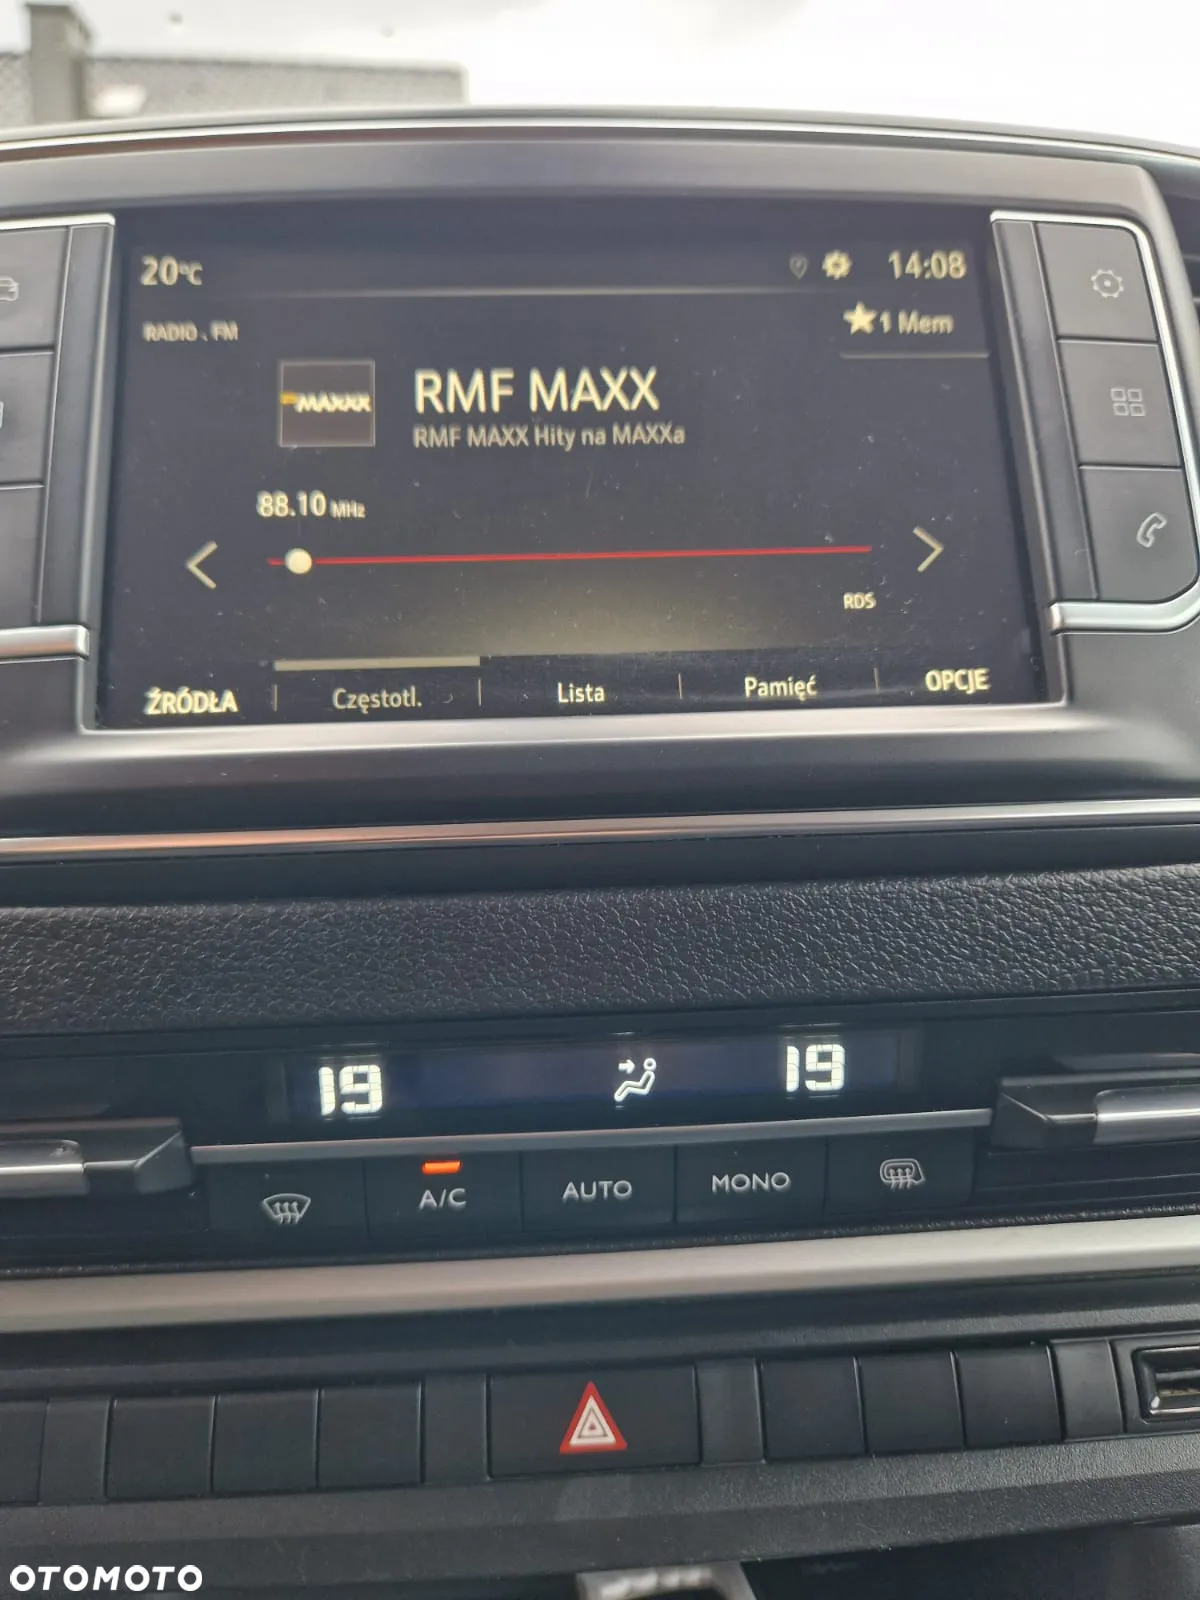 20°C
14:08
RADIO . FM
1 Mem
MAXXX
RMF MAXX
RMF MAXX Hity na MAXXa
88.10 MHz
RDS
ŹRÓDŁA
Częstotl.
Lista
Pamięć
OPCJE
19
19
A/C
AUTO
MONO
OTOMOTO